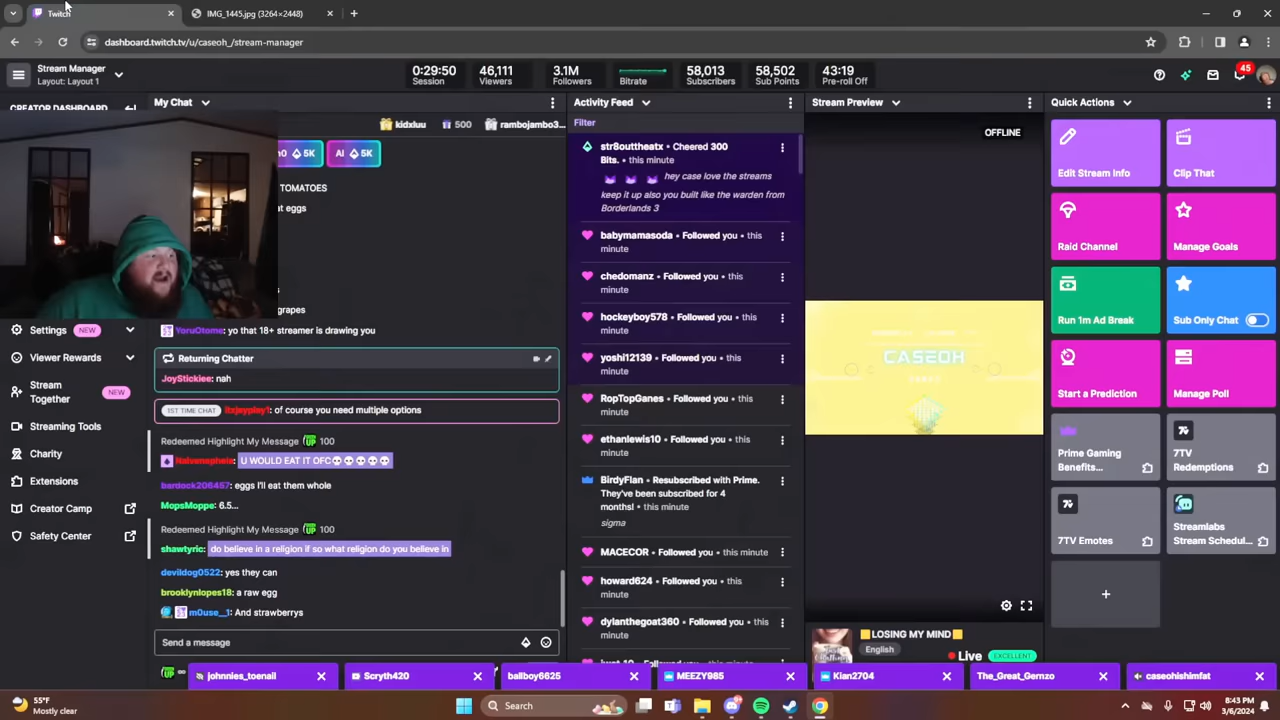 Twitch
IMG_1445.jpg (3264×2448)
dashboard.twitch.tv/u/caseoh_/stream-manager
Stream Manager
Layout: Layout 1
0:29:50
Session
46,111
Viewers
3.1M
Followers
Bitrate
58,013
Subscribers
58,502
Sub Points
43:19
Pre-roll Off
45
CREATOR DASHBOARD
Settings NEW
Viewer Rewards
Stream Together NEW
Streaming Tools
Charity
Extensions
Creator Camp
Safety Center
My Chat
kidxluu 500 rambojambo3...
5K AI 5K
TOMATOES
at eggs
grapes
YoruOtome: yo that 18+ streamer is drawing you
Returning Chatter
JoyStickiee: nah
1ST TIME CHAT itxjayplay1: of course you need multiple options
Redeemed Highlight My Message 100
Naivenapheia: U WOULD EAT IT OFC💀💀💀💀💀
bardock206457: eggs I'll eat them whole
MopsMoppe: 6.5...
Redeemed Highlight My Message 100
shawtyric: do believe in a religion if so what religion do you believe in
devildog0522: yes they can
brooklynlopes18: a raw egg
m0use__1: And strawberrys
Send a message
Activity Feed
Filter
str8outtheatx • Cheered 300
Bits. • this minute
hey case love the streams
keep it up also you built like the warden from
Borderlands 3
babymamasoda • Followed you • this
minute
chedomanz • Followed you • this
minute
hockeyboy578 • Followed you • this
minute
yoshi12139 • Followed you • this
minute
RopTopGanes • Followed you • this
minute
ethanlewis10 • Followed you • this
minute
BirdyFlan • Resubscribed with Prime.
They've been subscribed for 4
months! • this minute
sigma
MACECOR • Followed you • this minute
howard624 • Followed you • this
minute
dylanthegoat360 • Followed you • this
minute
Stream Preview
OFFLINE
CASEOH
LOSING MY MIND
English
Live EXCELLENT
Quick Actions
Edit Stream Info
Clip That
Raid Channel
Manage Goals
Run 1m Ad Break
Sub Only Chat
Start a Prediction
Manage Poll
Prime Gaming
Benefits...
7TV
Redemptions
7TV Emotes
Streamlabs
Stream Schedul...
johnnies_toenail
Scryth420
ballboy6625
MEEZY985
Kian2704
The_Great_Gernzo
caseohishimfat
55°F
Mostly clear
Search
8:43 PM
3/6/2024